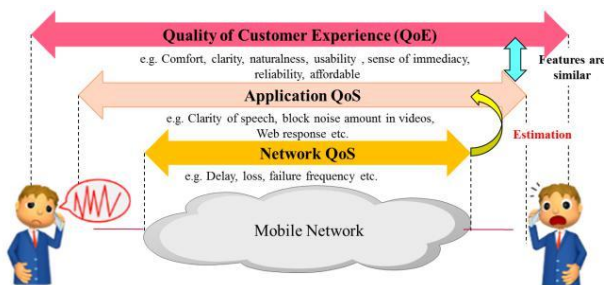 Quality of Customer Experience (QoE)
e.g. Comfort, clarity, naturalness, usability , sense of immediacy,
reliability, affordable
Features are
similar
Application QoS
e.g. Clarity of speech, block noise amount in videos,
Web response etc.
Estimation
Network QoS
e.g. Delay, loss, failure frequency etc.
Mobile Network